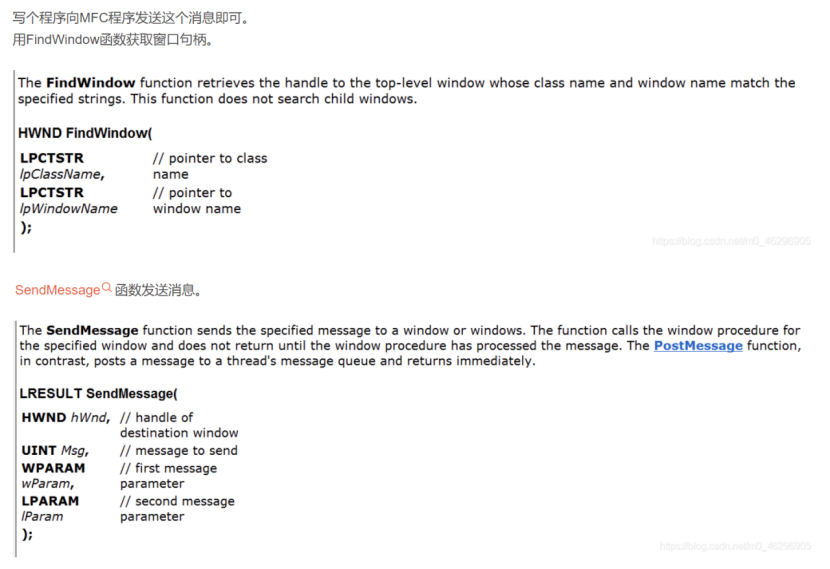 写个程序向MFC程序发送这个消息即可。
用FindWindow函数获取窗口句柄。
The FindWindow function retrieves the handle to the top-level window whose class name and window name match the
specified strings. This function does not search child windows.
HWND FindWindow(
LPCTSTR // pointer to class
lpClassName, name
LPCTSTR // pointer to
lpWindowName window name
);
https://blog.csdn.net/m0_46296905
SendMessage 函数发送消息。
The SendMessage function sends the specified message to a window or windows. The function calls the window procedure for
the specified window and does not return until the window procedure has processed the message. The PostMessage function,
in contrast, posts a message to a thread's message queue and returns immediately.
LRESULT SendMessage(
HWND hWnd, // handle of
destination window
UINT Msg, // message to send
WPARAM // first message
wParam, parameter
LPARAM // second message
lParam parameter
);
https://blog.csdn.net/m0_46296905